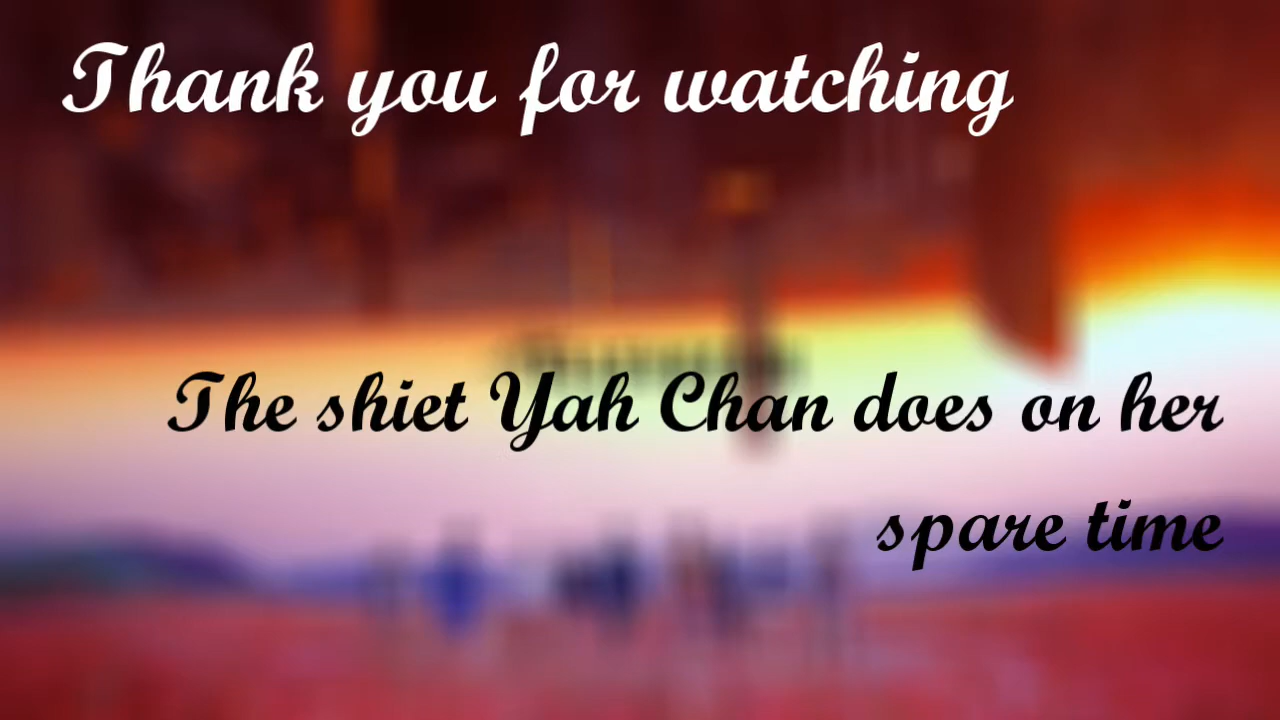 Thank you for watching
The shiet Yah Chan does on her
spare time